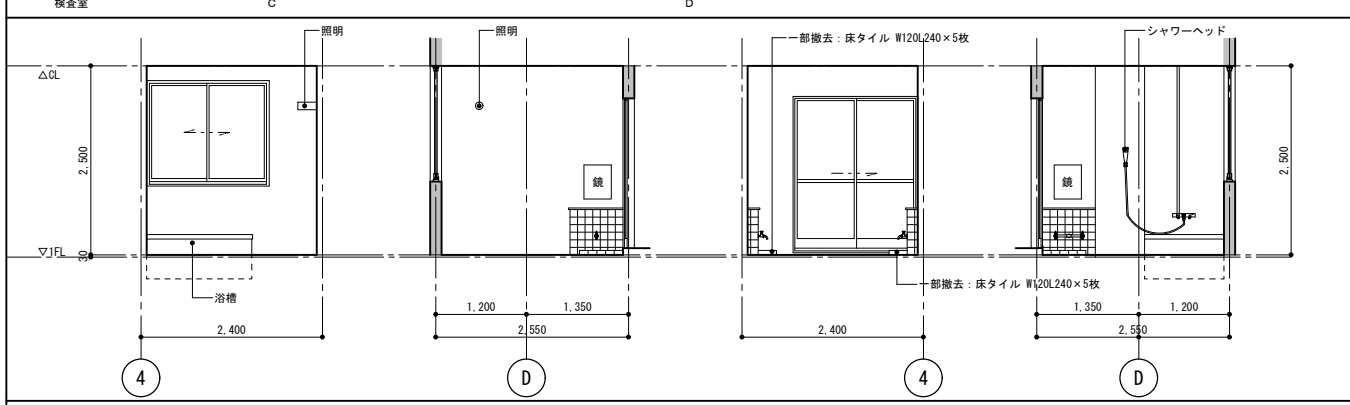 検査室 C D
照明
照明
一部撤去：床タイル W120L240×5枚
シャワーヘッド
△CL
2,500
2,500
鏡
鏡
▽1FL
30
浴槽
一部撤去：床タイル W120L240×5枚
1,200 1,350
1,350 1,200
2,400
2,550
2,400
2,550
4
D
4
D